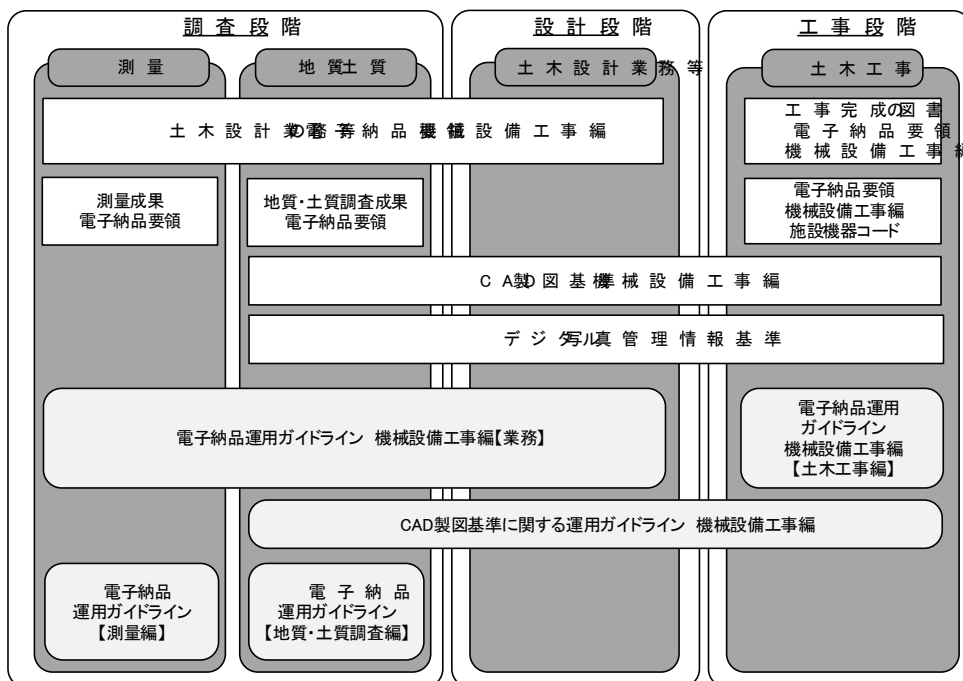 調査段階
設計段階
工事段階
測量
地質土質
土木設計業務等
土木工事
土木設計業務等の電子納品要領機械設備工事編
工事完成図書の
電子納品要領
機械設備工事編
測量成果
電子納品要領
地質・土質調査成果
電子納品要領
電子納品要領
機械設備工事編
施設機器コード
CAD製図基準機械設備工事編
デジタル写真管理情報基準
電子納品運用ガイドライン 機械設備工事編【業務】
電子納品運用
ガイドライン
機械設備工事編
【土木工事編】
CAD製図基準に関する運用ガイドライン 機械設備工事編
電子納品
運用ガイドライン
【測量編】
電子納品
運用ガイドライン
【地質・土質調査編】